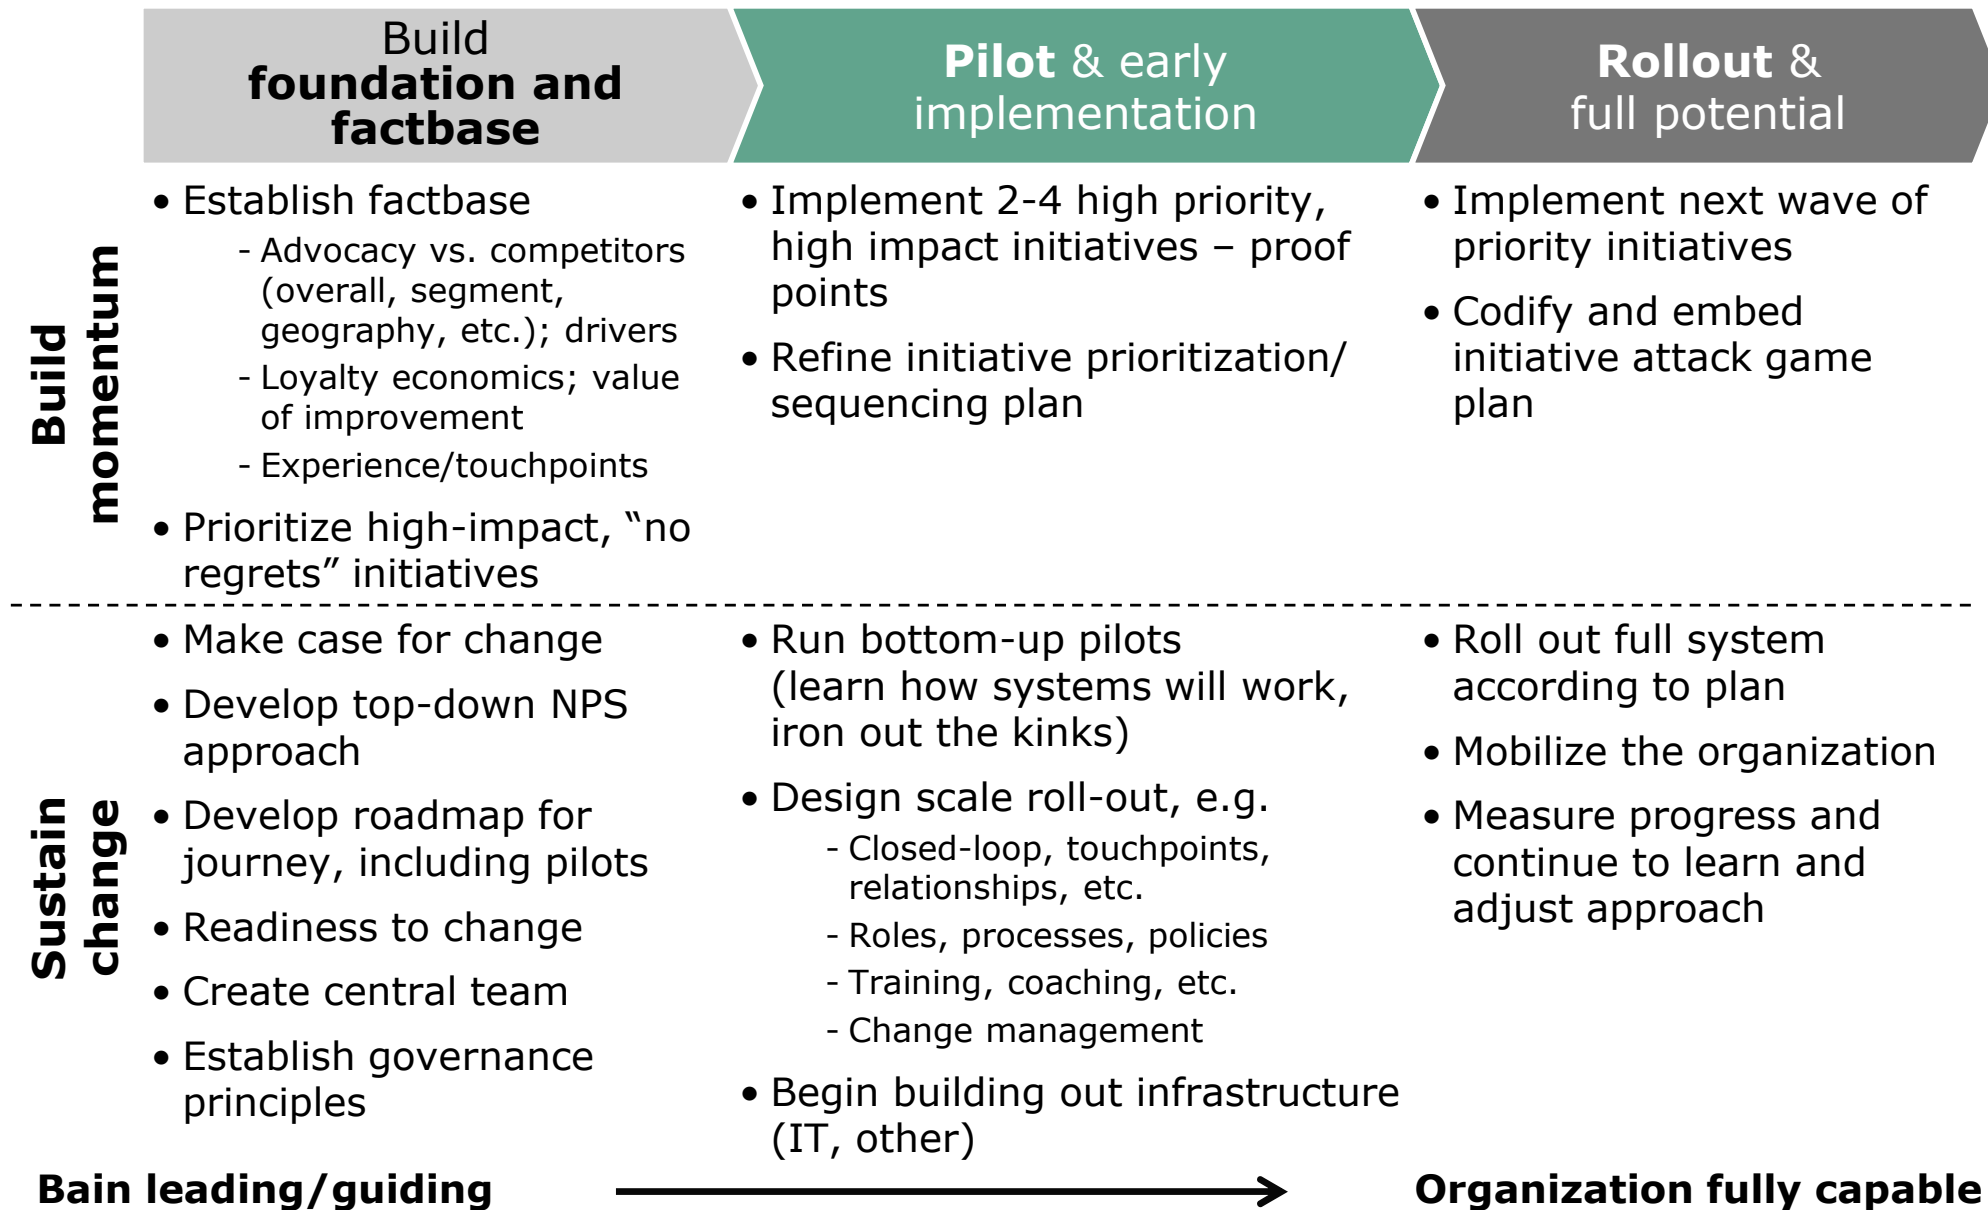 Build
foundation and
factbase
Pilot & early
implementation
Rollout &
full potential
Build
momentum
• Establish factbase
- Advocacy vs. competitors
(overall, segment,
geography, etc.); drivers
- Loyalty economics; value
of improvement
- Experience/touchpoints
• Prioritize high-impact, “no
regrets” initiatives
• Implement 2-4 high priority,
high impact initiatives – proof
points
• Refine initiative prioritization/
sequencing plan
• Implement next wave of
priority initiatives
• Codify and embed
initiative attack game
plan
Sustain
change
• Make case for change
• Develop top-down NPS
approach
• Develop roadmap for
journey, including pilots
• Readiness to change
• Create central team
• Establish governance
principles
• Run bottom-up pilots
(learn how systems will work,
iron out the kinks)
• Design scale roll-out, e.g.
- Closed-loop, touchpoints,
relationships, etc.
- Roles, processes, policies
- Training, coaching, etc.
- Change management
• Begin building out infrastructure
(IT, other)
• Roll out full system
according to plan
• Mobilize the organization
• Measure progress and
continue to learn and
adjust approach
Bain leading/guiding
Organization fully capable